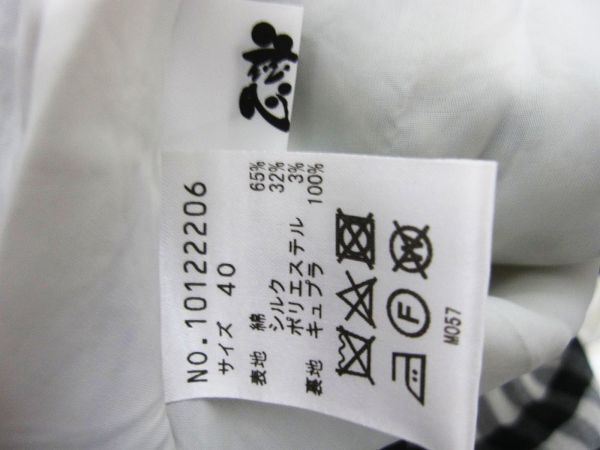 NO.10122206
サイズ 40
表地 綿 65%
シルク 32%
ポリエステル 3%
裏地 キュプラ 100%
F
W
M057